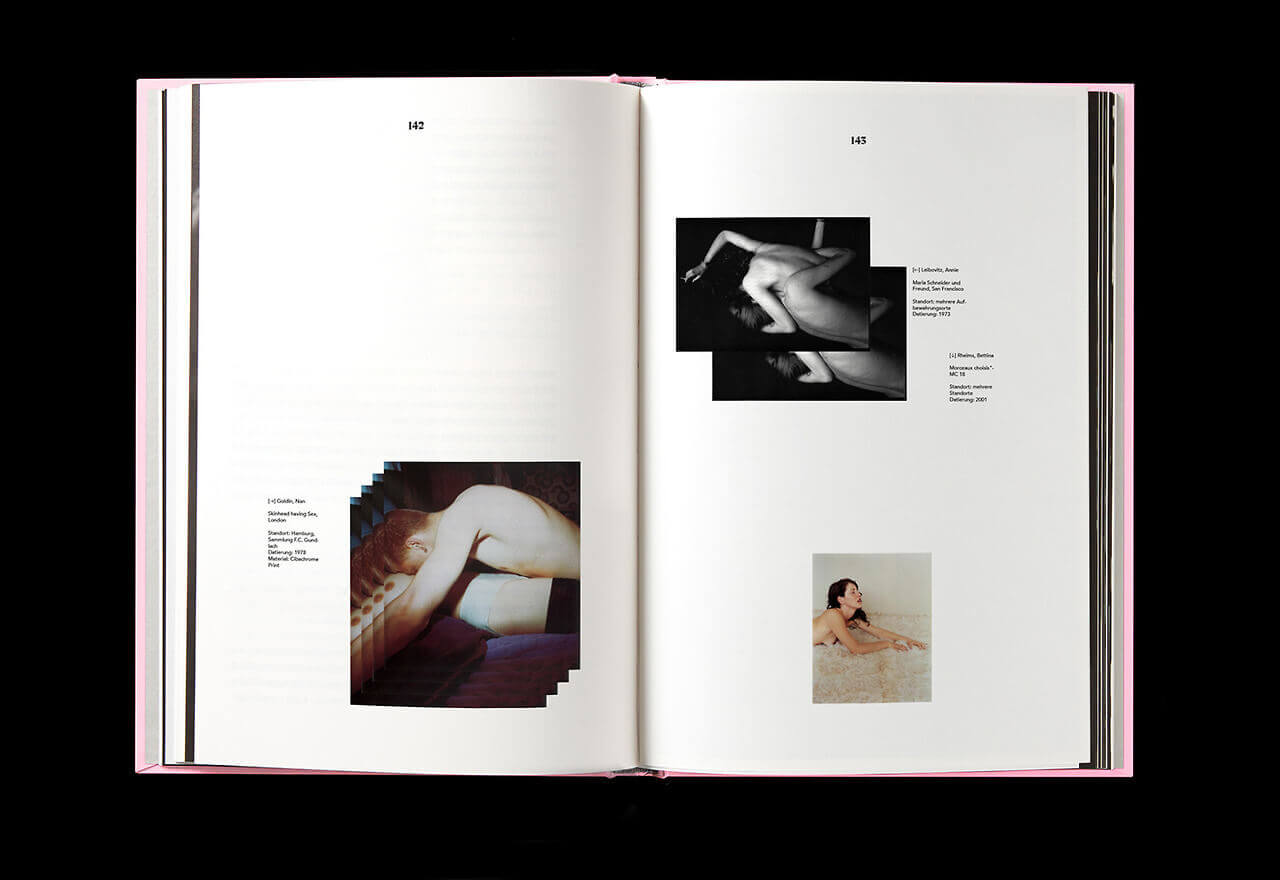 142
[→] Goldin, Nan
Skinhead having Sex,
London
Standort: Hamburg,
Sammlung F.C. Gund-
lach
Datierung: 1978
Material: Cibachrome
Print
143
[←] Leibovitz, Annie
Maria Schneider und
Freund, San Francisco
Standort: mehrere Auf-
bewahrungsorte
Datierung: 1973
[↓] Rheims, Bettina
Morceaux choisis"-
MC 18
Standort: mehrere
Standorte
Datierung: 2001